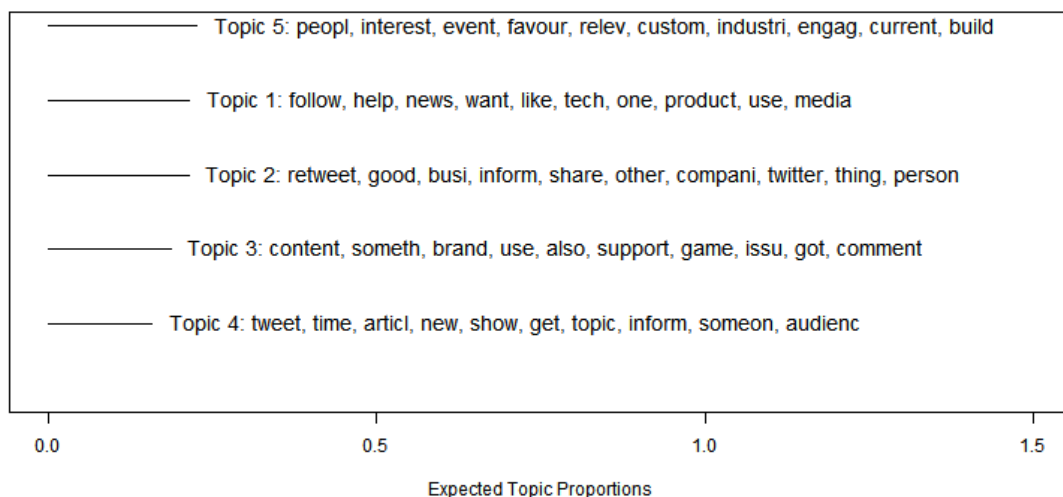 Topic 5: peopl, interest, event, favour, relev, custom, industri, engag, current, build
Topic 1: follow, help, news, want, like, tech, one, product, use, media
Topic 2: retweet, good, busi, inform, share, other, compani, twitter, thing, person
Topic 3: content, someth, brand, use, also, support, game, issu, got, comment
Topic 4: tweet, time, articl, new, show, get, topic, inform, someon, audienc
0.0 0.5 1.0 1.5
Expected Topic Proportions